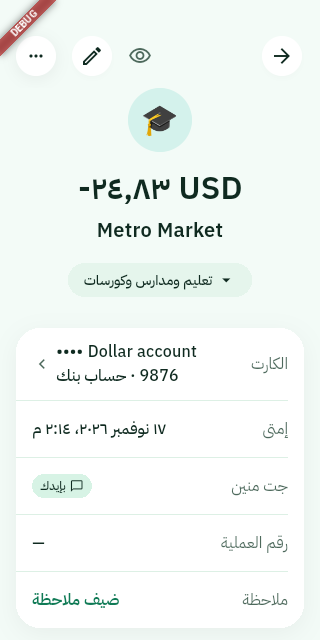 DEBUG
-٢٤,٨٣ USD
Metro Market
تعليم ومدارس وكورسات
الكارت
•••• Dollar account
9876 · حساب بنك
إمتى
١٧ نوفمبر ٢٠٢٦، ٢:١٤ م
جت منين
بإيدك
رقم العملية
—
ملاحظة
ضيف ملاحظة